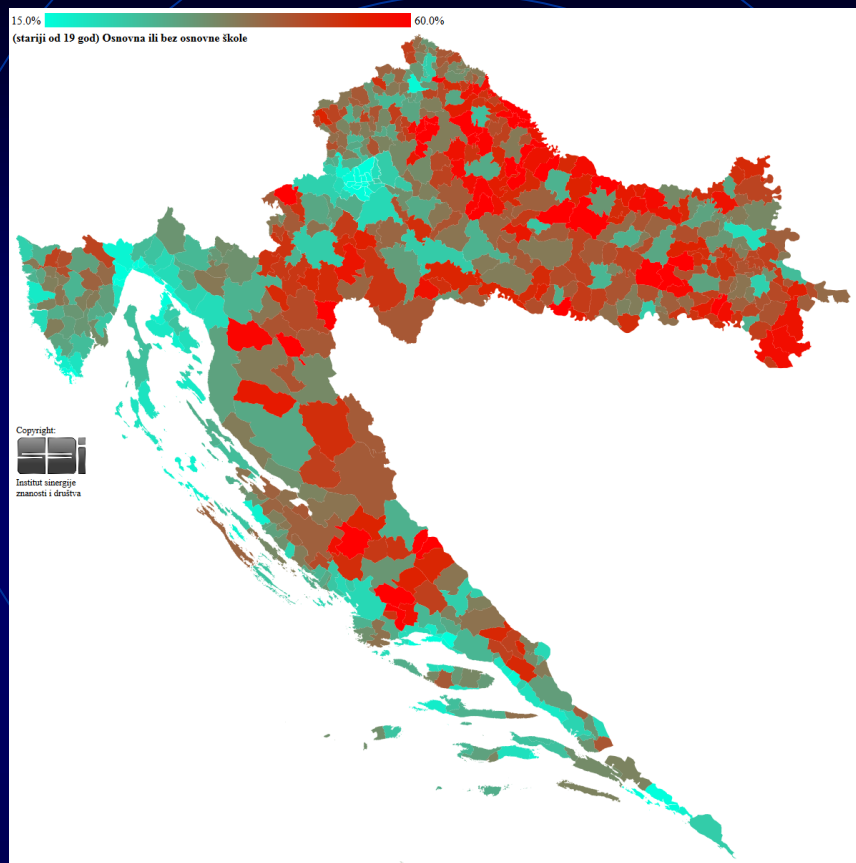 15.0% 60.0%
(stariji od 19 god) Osnovna ili bez osnovne škole
Copyright:
Institut sinergije
znanosti i društva